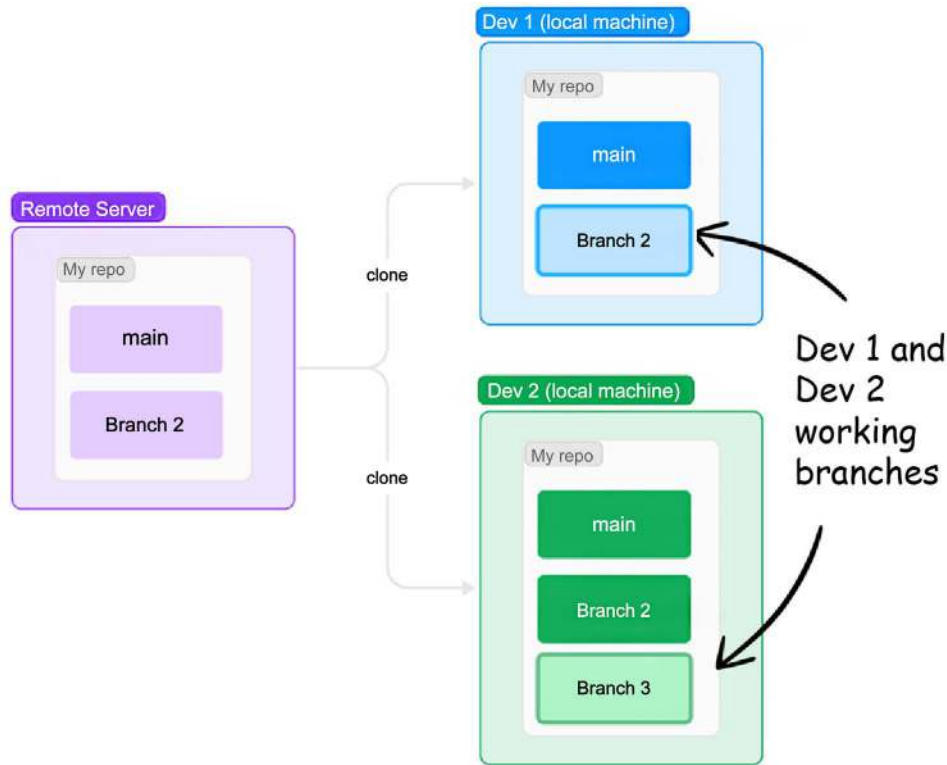 Remote Server
My repo
main
Branch 2
clone
clone
Dev 1 (local machine)
My repo
main
Branch 2
Dev 2 (local machine)
My repo
main
Branch 2
Branch 3
Dev 1 and
Dev 2
working
branches